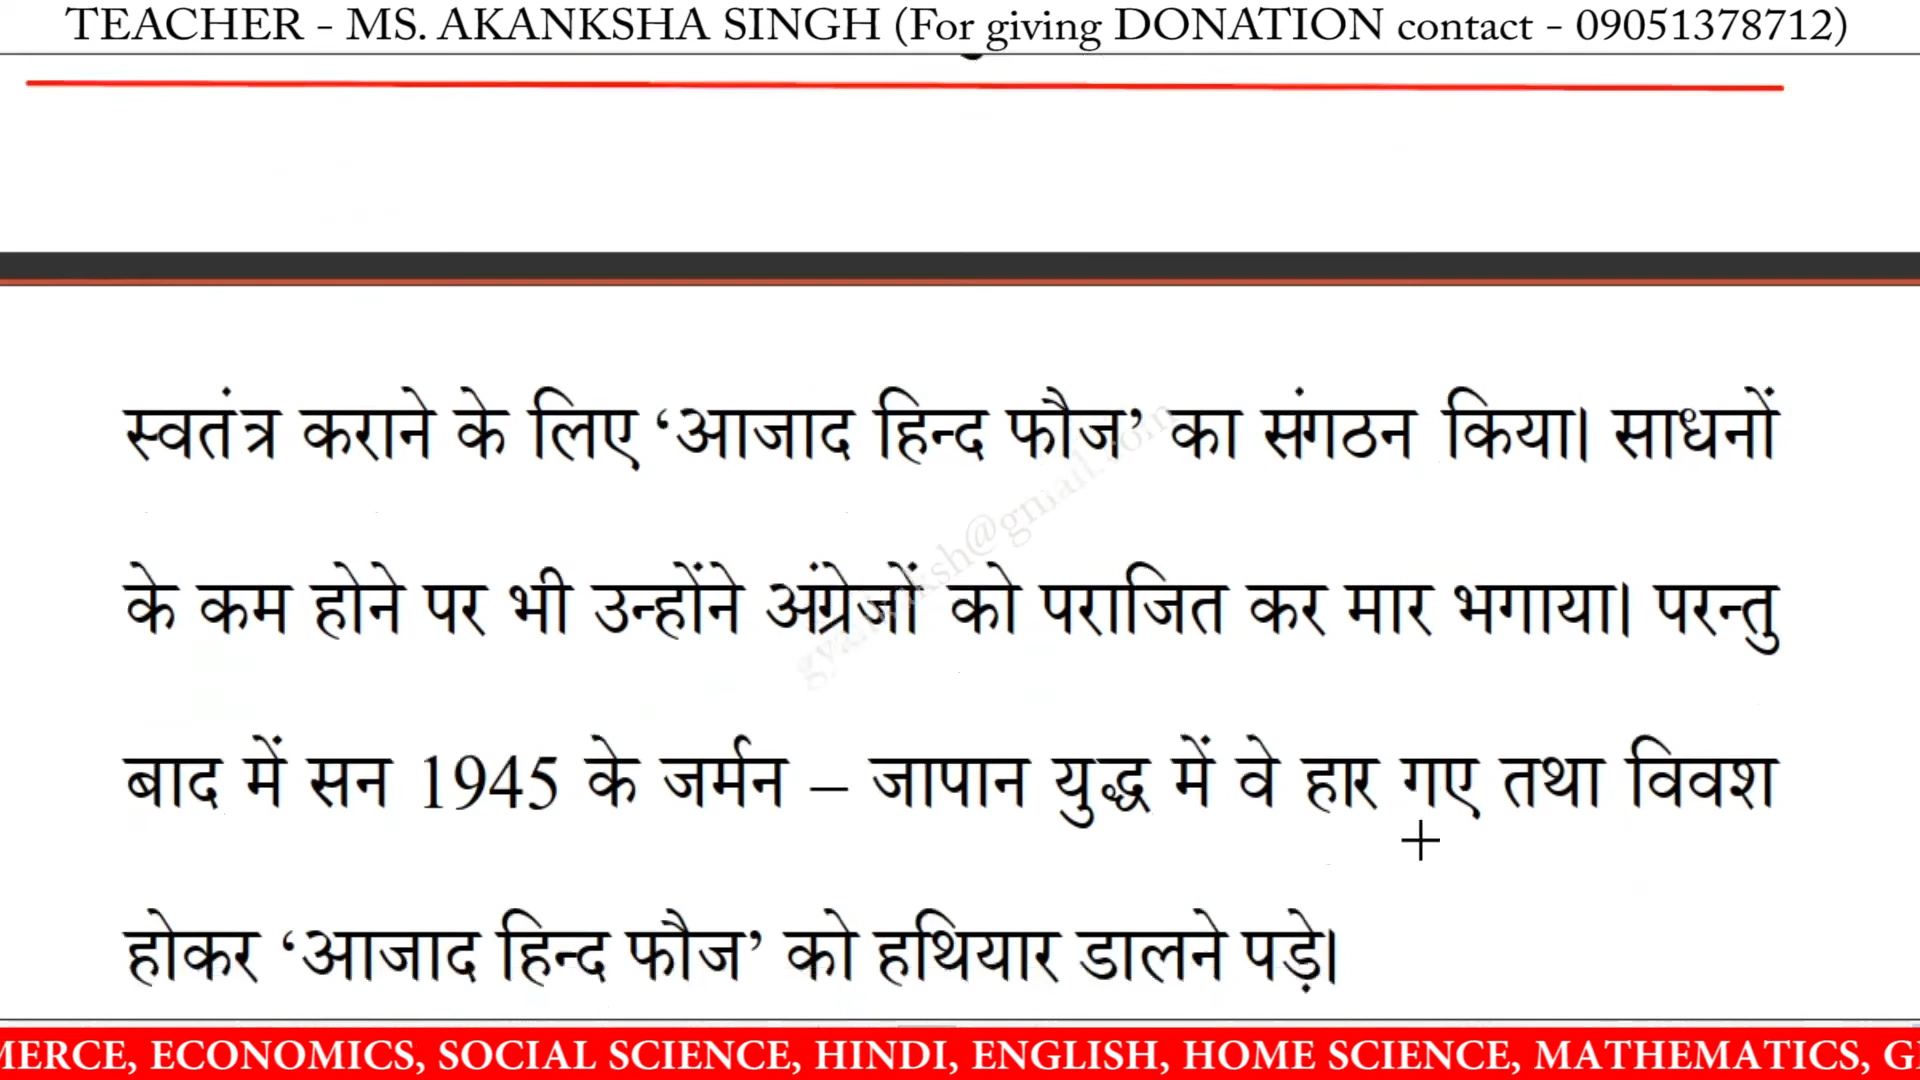 TEACHER - MS. AKANKSHA SINGH (For giving DONATION contact - 09051378712)
स्वतंत्र कराने के लिए ‘आजाद हिन्द फौज’ का संगठन किया। साधनों
के कम होने पर भी उन्होंने अंग्रेजों को पराजित कर मार भगाया। परन्तु
बाद में सन 1945 के जर्मन – जापान युद्ध में वे हार गए तथा विवश
होकर ‘आजाद हिन्द फौज’ को हथियार डालने पड़े।
ECONOMICS, SOCIAL SCIENCE, HINDI, ENGLISH, HOME SCIENCE, MATHEMATICS,